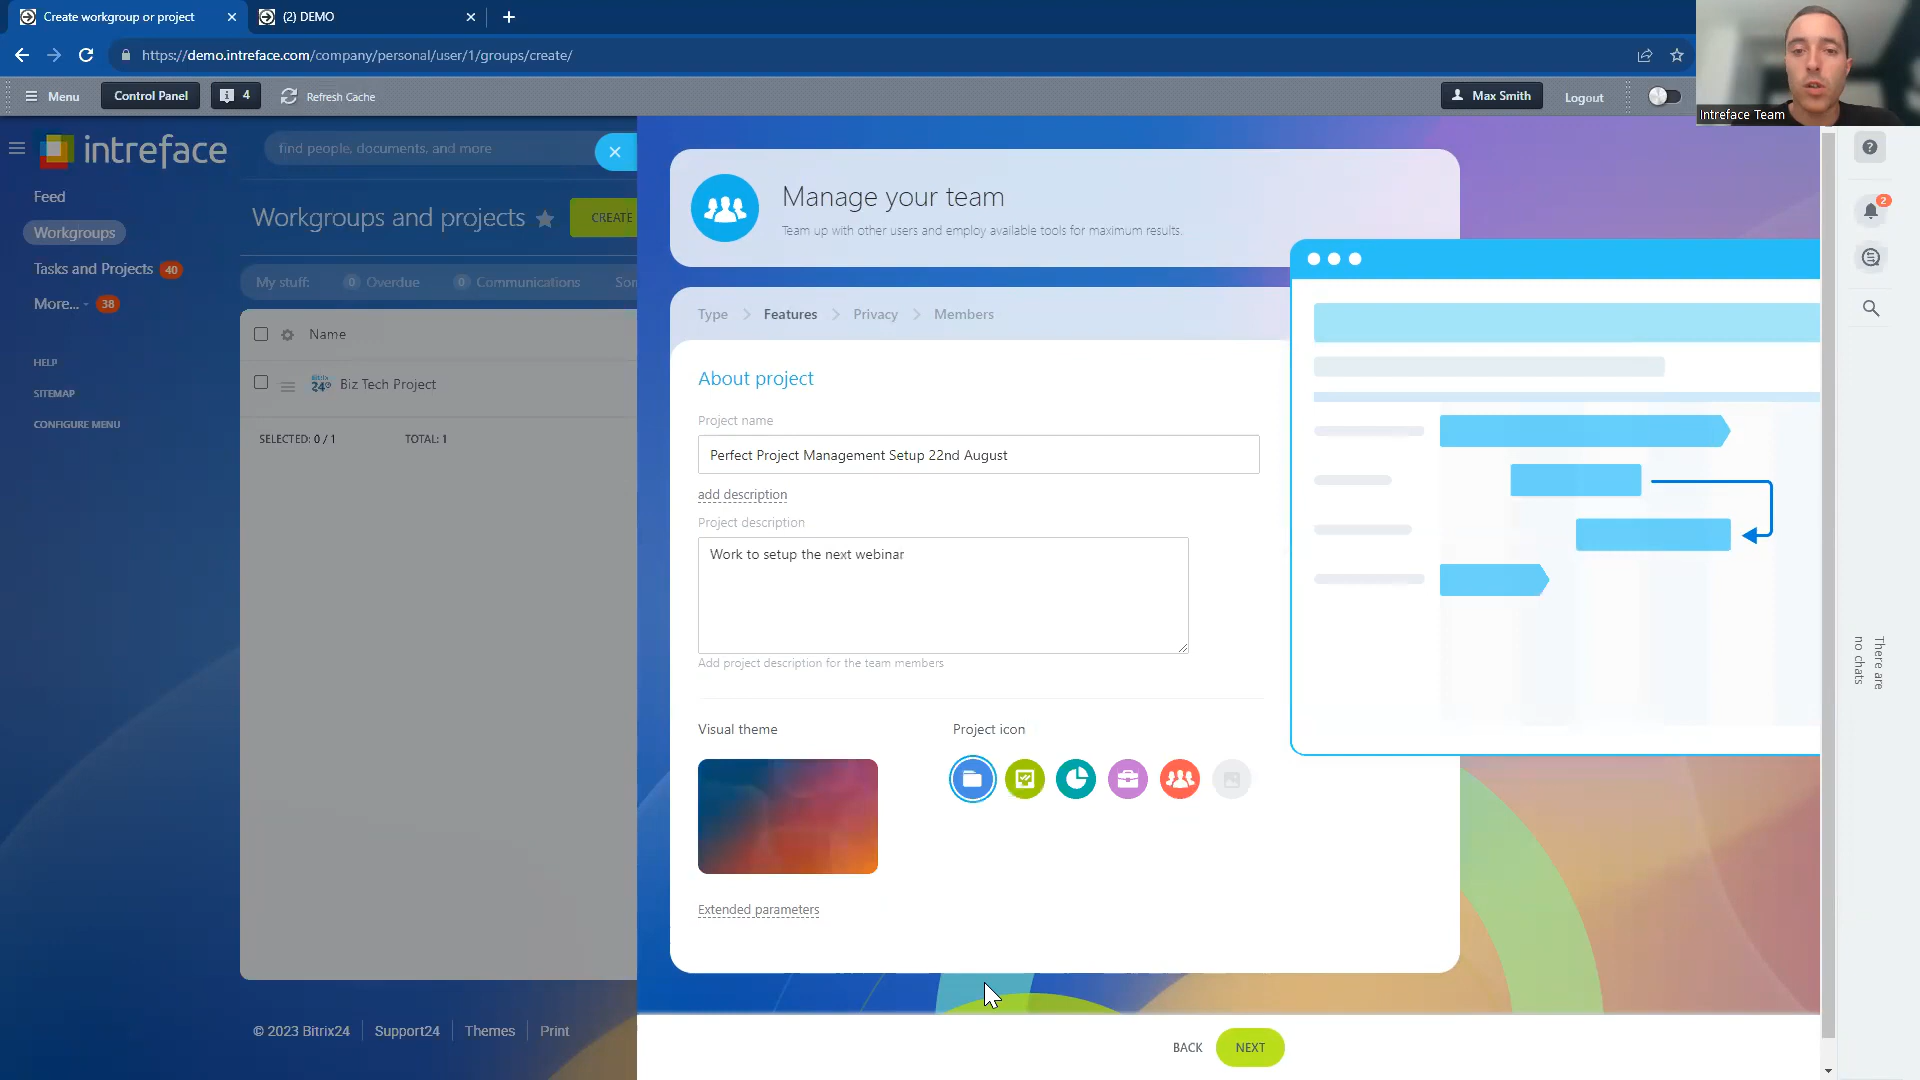 Create workgroup or project
(2) DEMO
https://demo.intreface.com/company/personal/user/1/groups/create/
Menu
Control Panel
4
Refresh Cache
Max Smith
Logout
Intreface Team
intreface
find people, documents, and more
Feed
Workgroups
Tasks and Projects 40
More... 38
HELP
SITEMAP
CONFIGURE MENU
Workgroups and projects
CREATE
My stuff:
0 Overdue
0 Communications
Som
Name
Bitrix 24
Biz Tech Project
SELECTED: 0 / 1
TOTAL: 1
© 2023 Bitrix24
Support24
Themes
Print
Manage your team
Team up with other users and employ available tools for maximum results.
Type
Features
Privacy
Members
About project
Project name
Perfect Project Management Setup 22nd August
add description
Project description
Work to setup the next webinar
Add project description for the team members
Visual theme
Project icon
Extended parameters
BACK
NEXT
?
2
There are
no chats